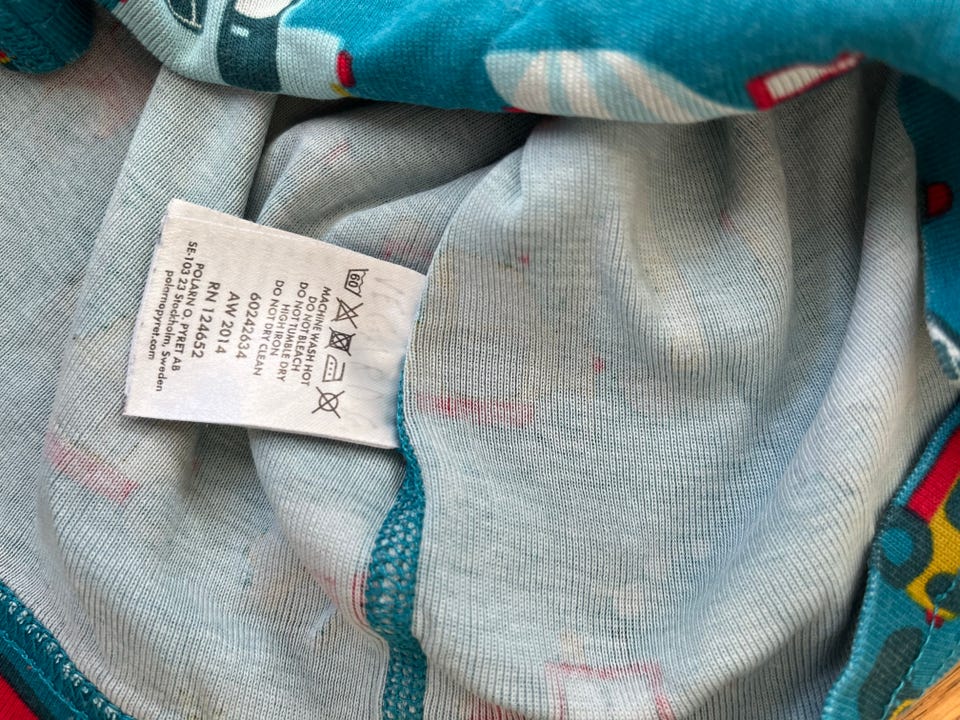 60
MACHINE WASH HOT
DO NOT BLEACH
DO NOT TUMBLE DRY
HIGH IRON
DO NOT DRY CLEAN
60242634
AW 2014
RN 124652
POLARN O. PYRET AB
SE-103 23 Stockholm, Sweden
polarnopyret.com